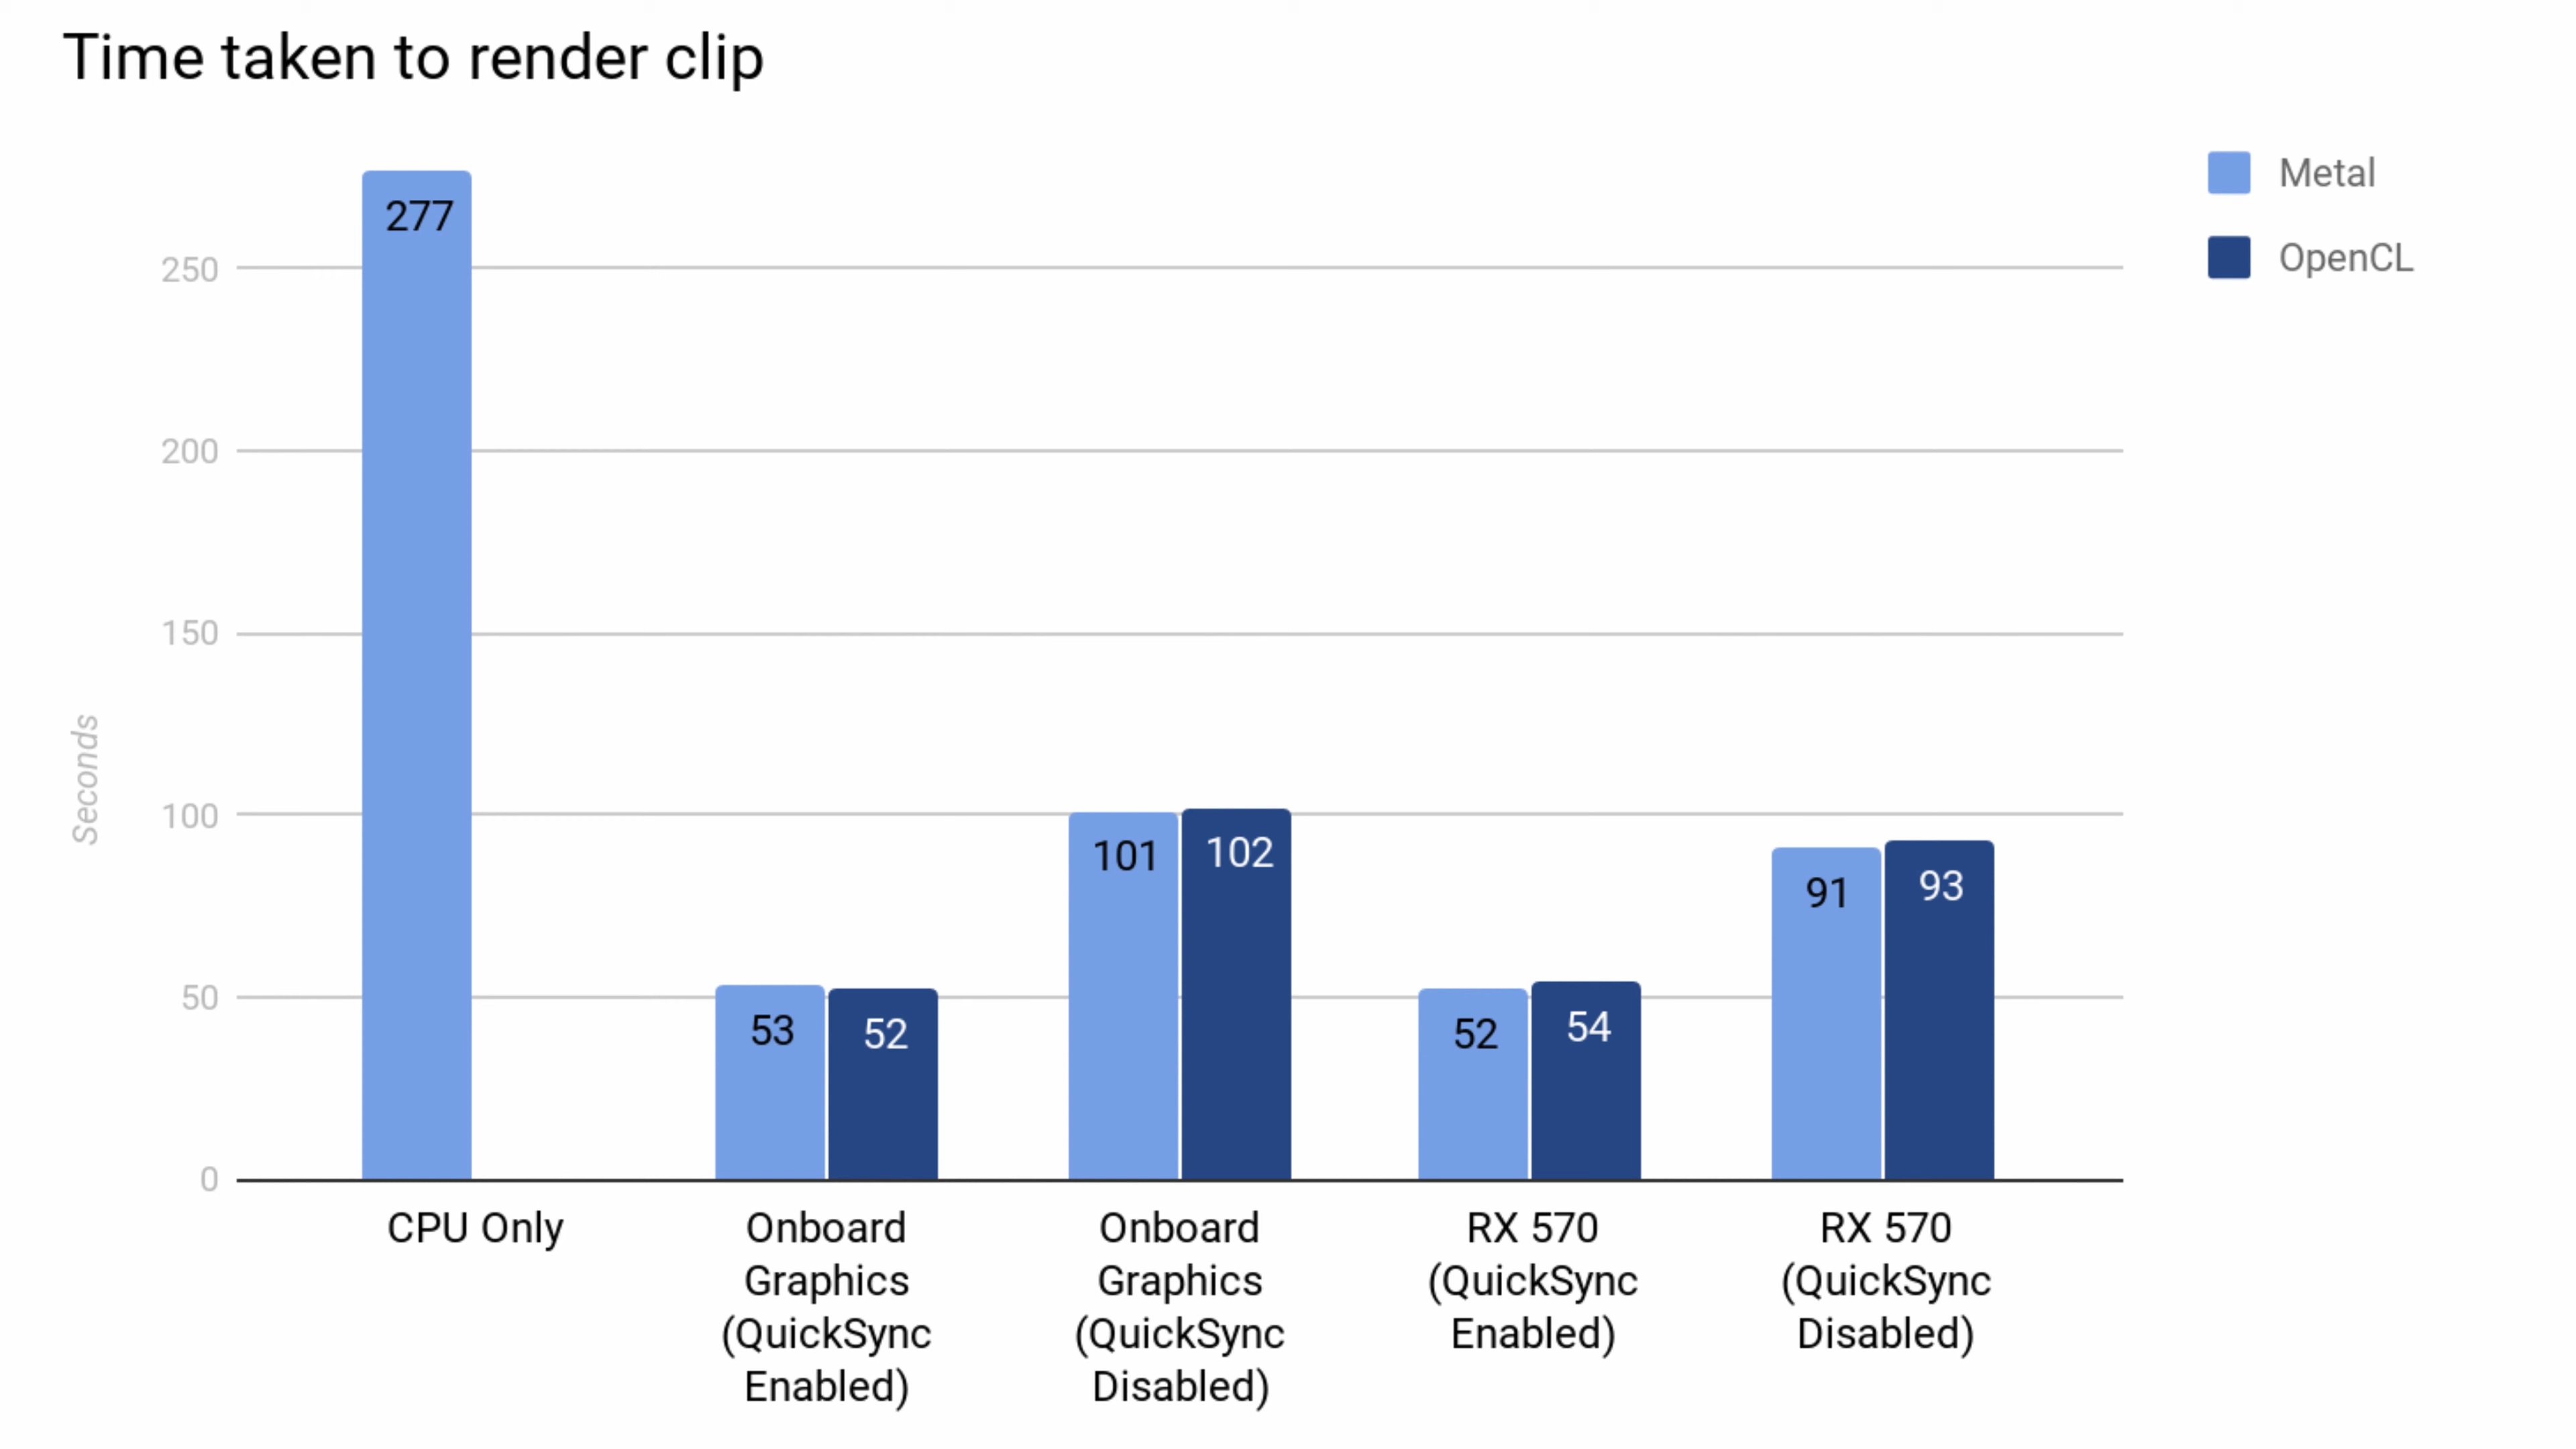 Time taken to render clip
Metal
OpenCL
Seconds
250
200
150
100
50
0
277
53
52
101
102
52
54
91
93
CPU Only
Onboard
Graphics
(QuickSync
Enabled)
Onboard
Graphics
(QuickSync
Disabled)
RX 570
(QuickSync
Enabled)
RX 570
(QuickSync
Disabled)